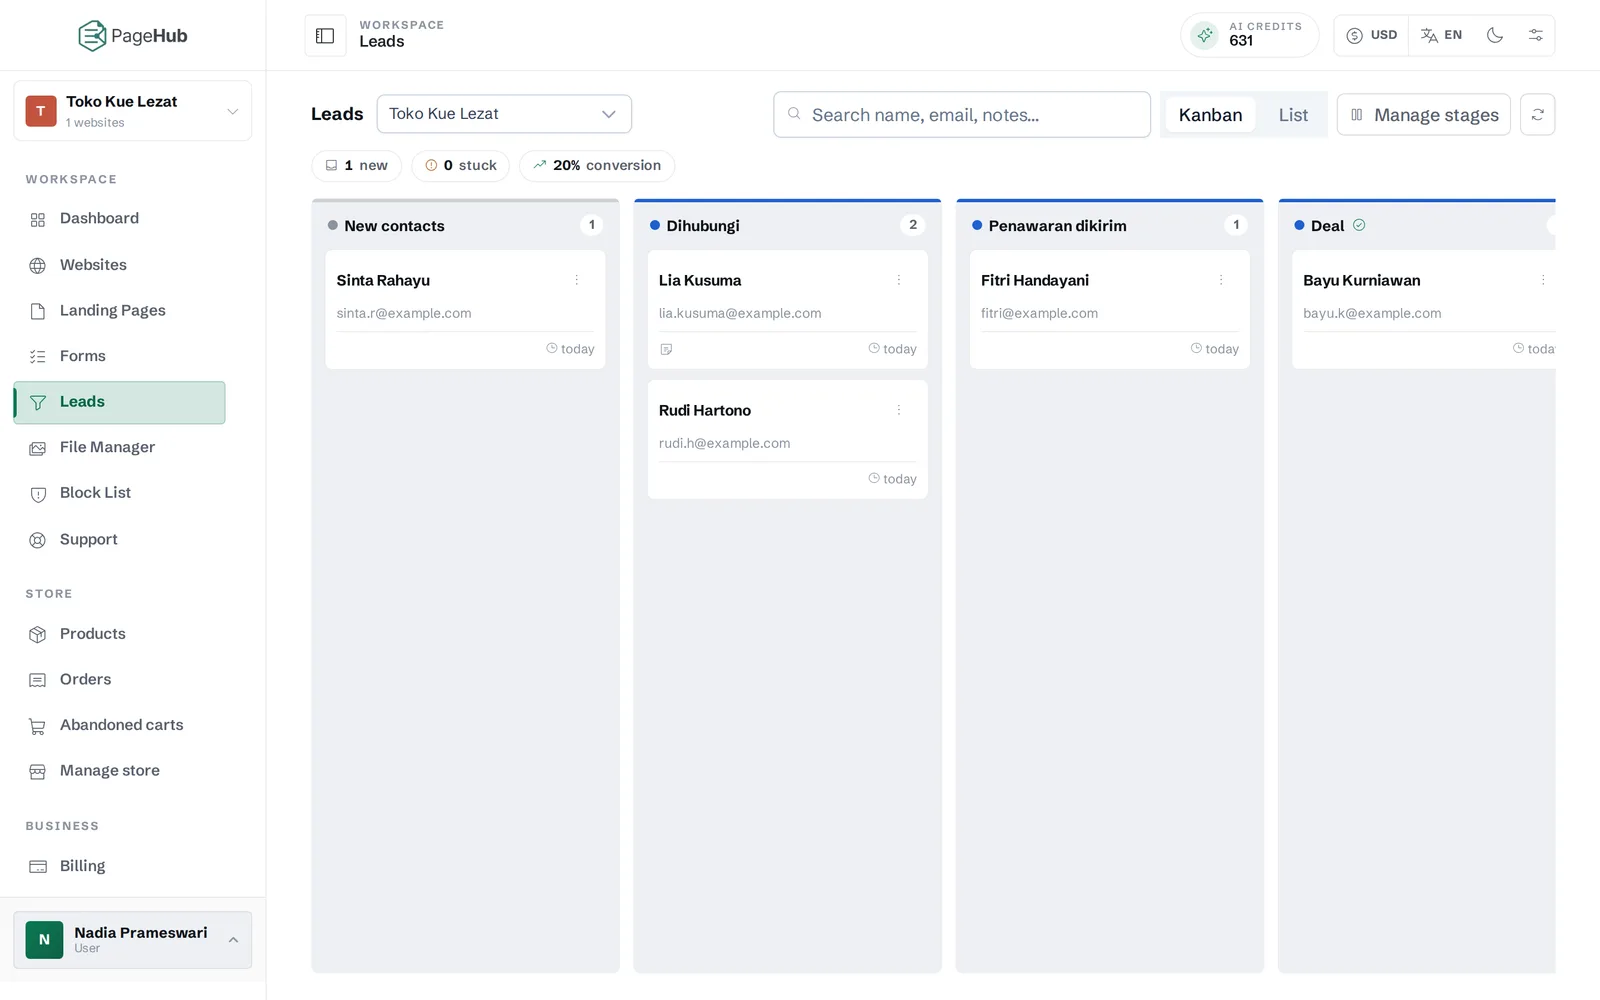 PageHub
WORKSPACE
Leads
AI CREDITS
631
USD
EN
T
Toko Kue Lezat
1 websites
WORKSPACE
Dashboard
Websites
Landing Pages
Forms
Leads
File Manager
Block List
Support
STORE
Products
Orders
Abandoned carts
Manage store
BUSINESS
Billing
N
Nadia Prameswari
User
Leads
Toko Kue Lezat
Search name, email, notes...
Kanban
List
Manage stages
1 new
0 stuck
20% conversion
New contacts
1
Sinta Rahayu
sinta.r@example.com
today
Dihubungi
2
Lia Kusuma
lia.kusuma@example.com
today
Rudi Hartono
rudi.h@example.com
today
Penawaran dikirim
1
Fitri Handayani
fitri@example.com
today
Deal
Bayu Kurniawan
bayu.k@example.com